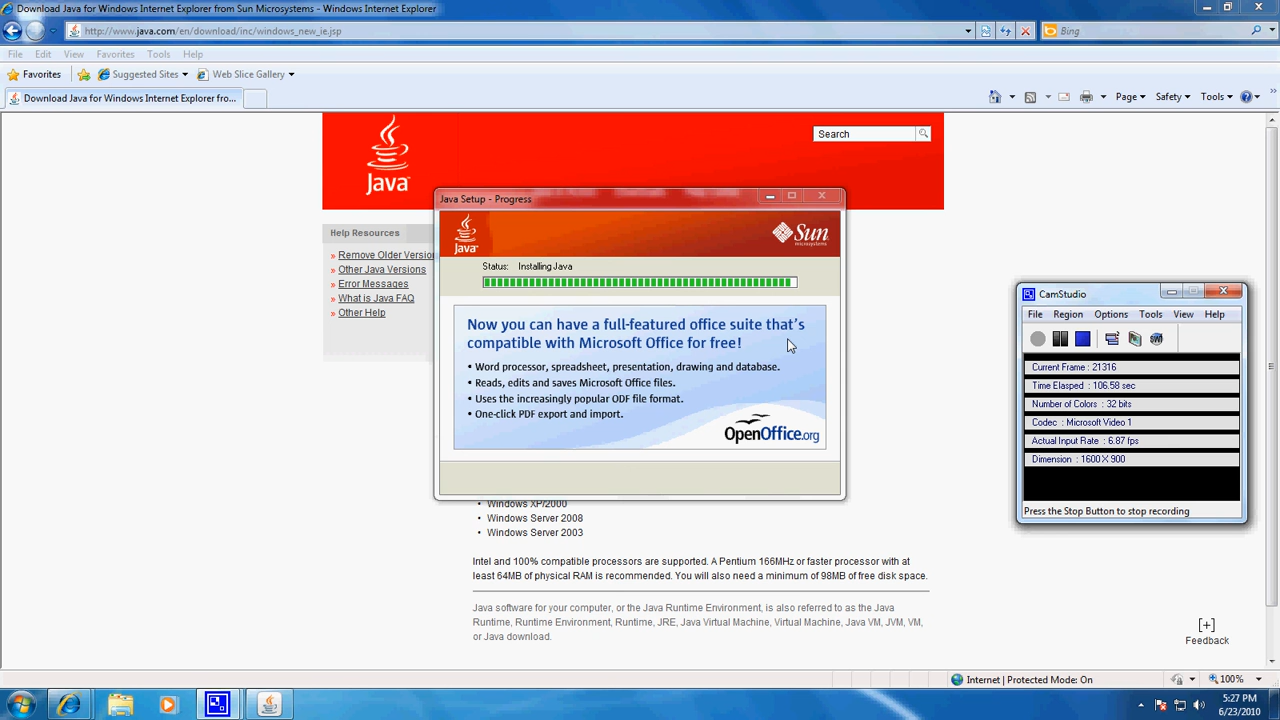 Download Java for Windows Internet Explorer from Sun Microsystems - Windows Internet Explorer
http://www.java.com/en/download/inc/windows_new_ie.jsp
Bing
File Edit View Favorites Tools Help
Favorites Suggested Sites Web Slice Gallery
Download Java for Windows Internet Explorer fro...
Page Safety Tools
Java
Search
Help Resources
» Remove Older Version
» Other Java Versions
» Error Messages
» What is Java FAQ
» Other Help
Java Setup - Progress
Java
Sun
microsystems
Status: Installing Java
Now you can have a full-featured office suite that's
compatible with Microsoft Office for free!
• Word processor, spreadsheet, presentation, drawing and database.
• Reads, edits and saves Microsoft Office files.
• Uses the increasingly popular ODF file format.
• One-click PDF export and import.
OpenOffice.org
• Windows XP/2000
• Windows Server 2008
• Windows Server 2003
Intel and 100% compatible processors are supported. A Pentium 166MHz or faster processor with at
least 64MB of physical RAM is recommended. You will also need a minimum of 98MB of free disk space.
Java software for your computer, or the Java Runtime Environment, is also referred to as the Java
Runtime, Runtime Environment, Runtime, JRE, Java Virtual Machine, Virtual Machine, Java VM, JVM, VM,
or Java download.
CamStudio
File Region Options Tools View Help
Current Frame : 21316
Time Elasped : 106.58 sec
Number of Colors : 32 bits
Codec : Microsoft Video 1
Actual Input Rate : 6.87 fps
Dimension : 1600 X 900
Press the Stop Button to stop recording
[+]
Feedback
Internet | Protected Mode: On
100%
5:27 PM
6/23/2010